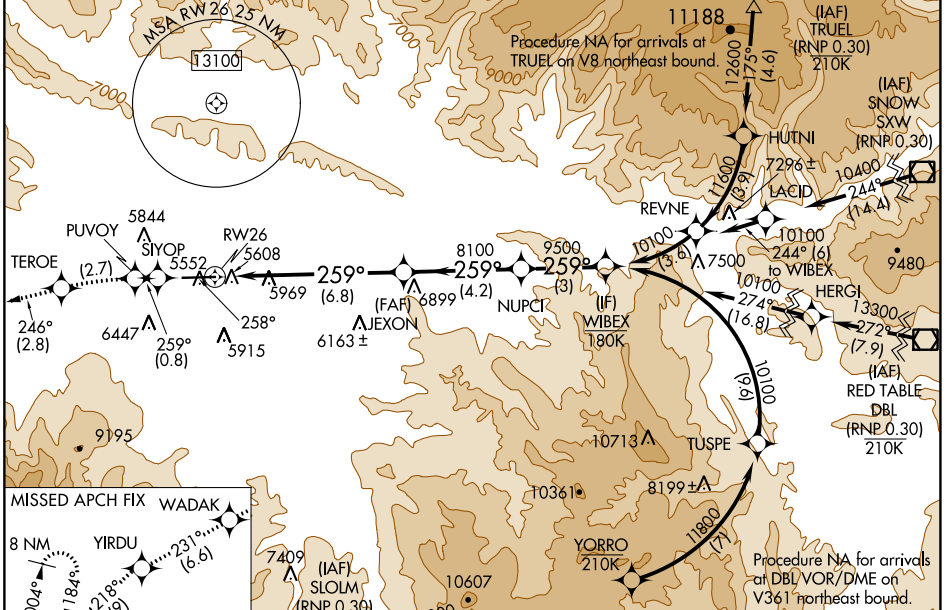 MSA RW26 25 NM
13100
7000
9000
11188
Procedure NA for arrivals at
TRUEL on V8 northeast bound.
12600
175°
(4.6)
(IAF)
TRUEL
(RNP 0.30)
210K
(IAF)
SNOW
SXW
(RNP 0.30)
HUTNI
7296 ±
11600
(3.9)
LACID
10400
244°
(14.4)
REVNE
10100
244° (6)
to WIBEX
10100
(3.6)
7500
9480
5844
PUVOY
SIYOP
RW26
5608
TEROE
(2.7)
5552
5969
259°
(6.8)
8100
259°
(4.2)
9500
259°
(3)
246°
(2.8)
6447
259°
(0.8)
258°
5915
6163 ±
(FAF)
JEXON
6899
NUPCI
(IF)
WIBEX
180K
10100
274°
(16.8)
HERGI
13300
272°
(7.9)
(IAF)
RED TABLE
DBL
(RNP 0.30)
210K
10100
(9.6)
9195
10713
TUSPE
10361
8199 ±
11800
(7)
YORRO
210K
MISSED APCH FIX
WADAK
8 NM
YIRDU
231°
(6.6)
004°
184°
218°
7409
(IAF)
SLOLM
(RNP 0.30)
10607
Procedure NA for arrivals
at DBL VOR/DME on
V361 northeast bound.